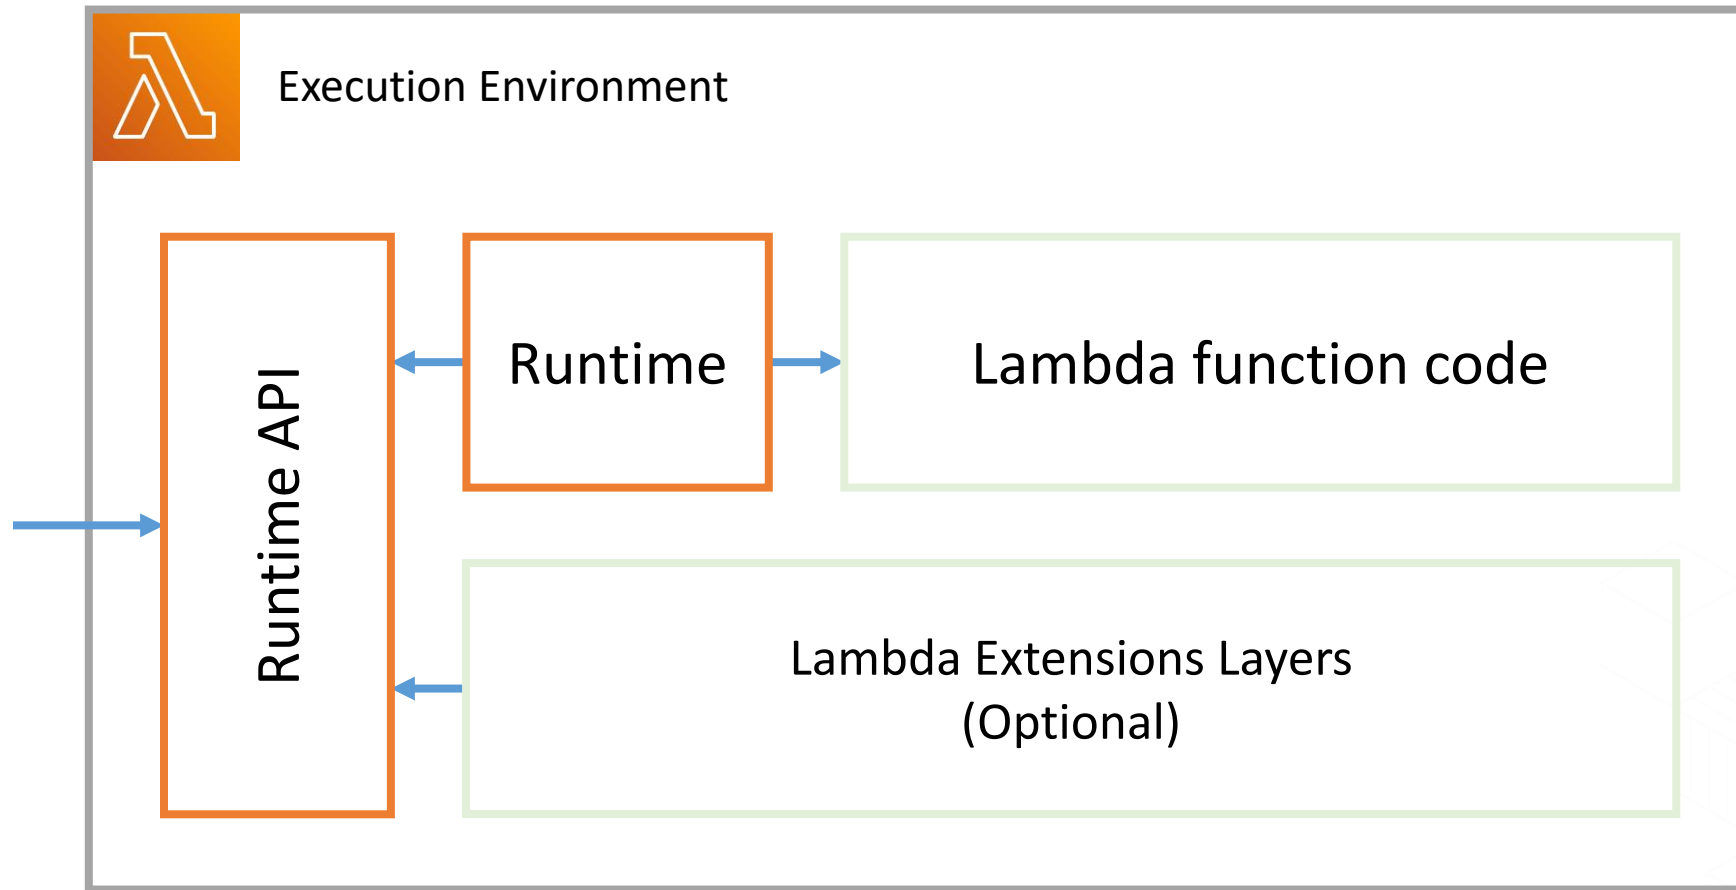 Execution Environment
Runtime API
Runtime
Lambda function code
Lambda Extensions Layers
(Optional)